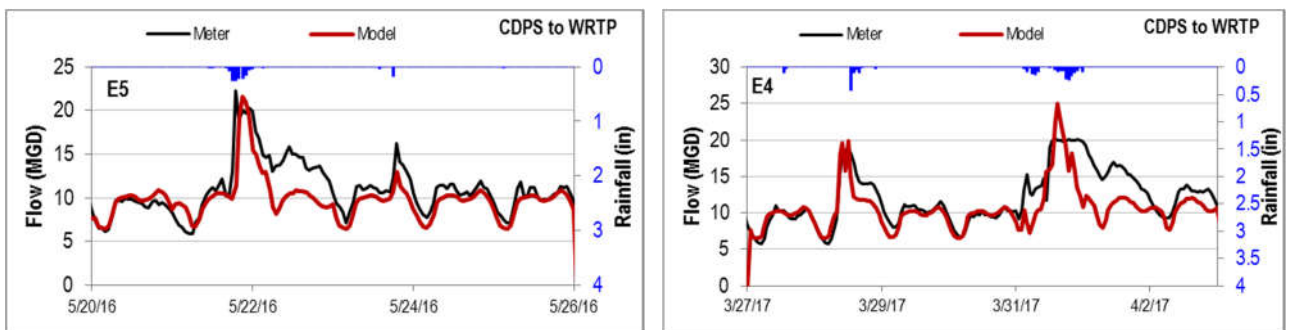 CDPS to WRTP
Meter Model
25 0
20 1
15 2
10
5 3
0 4
E5
Flow (MGD)
Rainfall (in)
5/20/16 5/22/16 5/24/16 5/26/16
CDPS to WRTP
Meter Model
30 0
25 0.5
20 1
15 1.5
10 2
5 2.5
0 3
3.5
4
E4
Flow (MGD)
Rainfall (in)
3/27/17 3/29/17 3/31/17 4/2/17